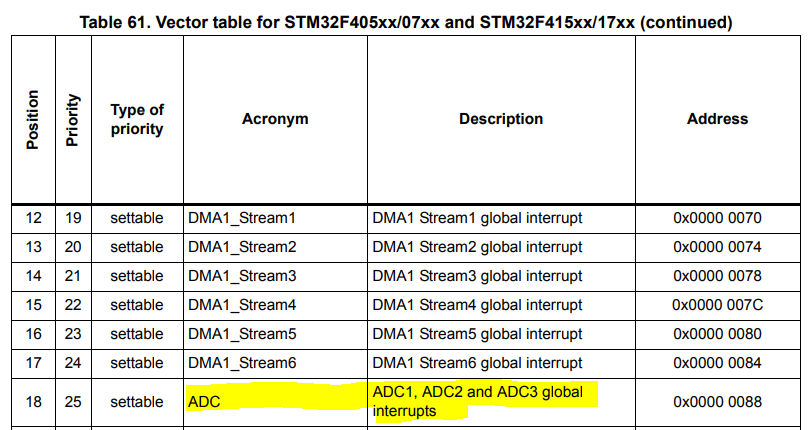 Table 61. Vector table for STM32F405xx/07xx and STM32F415xx/17xx (continued)
Position Priority Type of priority Acronym Description Address
12 19 settable DMA1_Stream1 DMA1 Stream1 global interrupt 0x0000 0070
13 20 settable DMA1_Stream2 DMA1 Stream2 global interrupt 0x0000 0074
14 21 settable DMA1_Stream3 DMA1 Stream3 global interrupt 0x0000 0078
15 22 settable DMA1_Stream4 DMA1 Stream4 global interrupt 0x0000 007C
16 23 settable DMA1_Stream5 DMA1 Stream5 global interrupt 0x0000 0080
17 24 settable DMA1_Stream6 DMA1 Stream6 global interrupt 0x0000 0084
18 25 settable ADC ADC1, ADC2 and ADC3 global interrupts 0x0000 0088